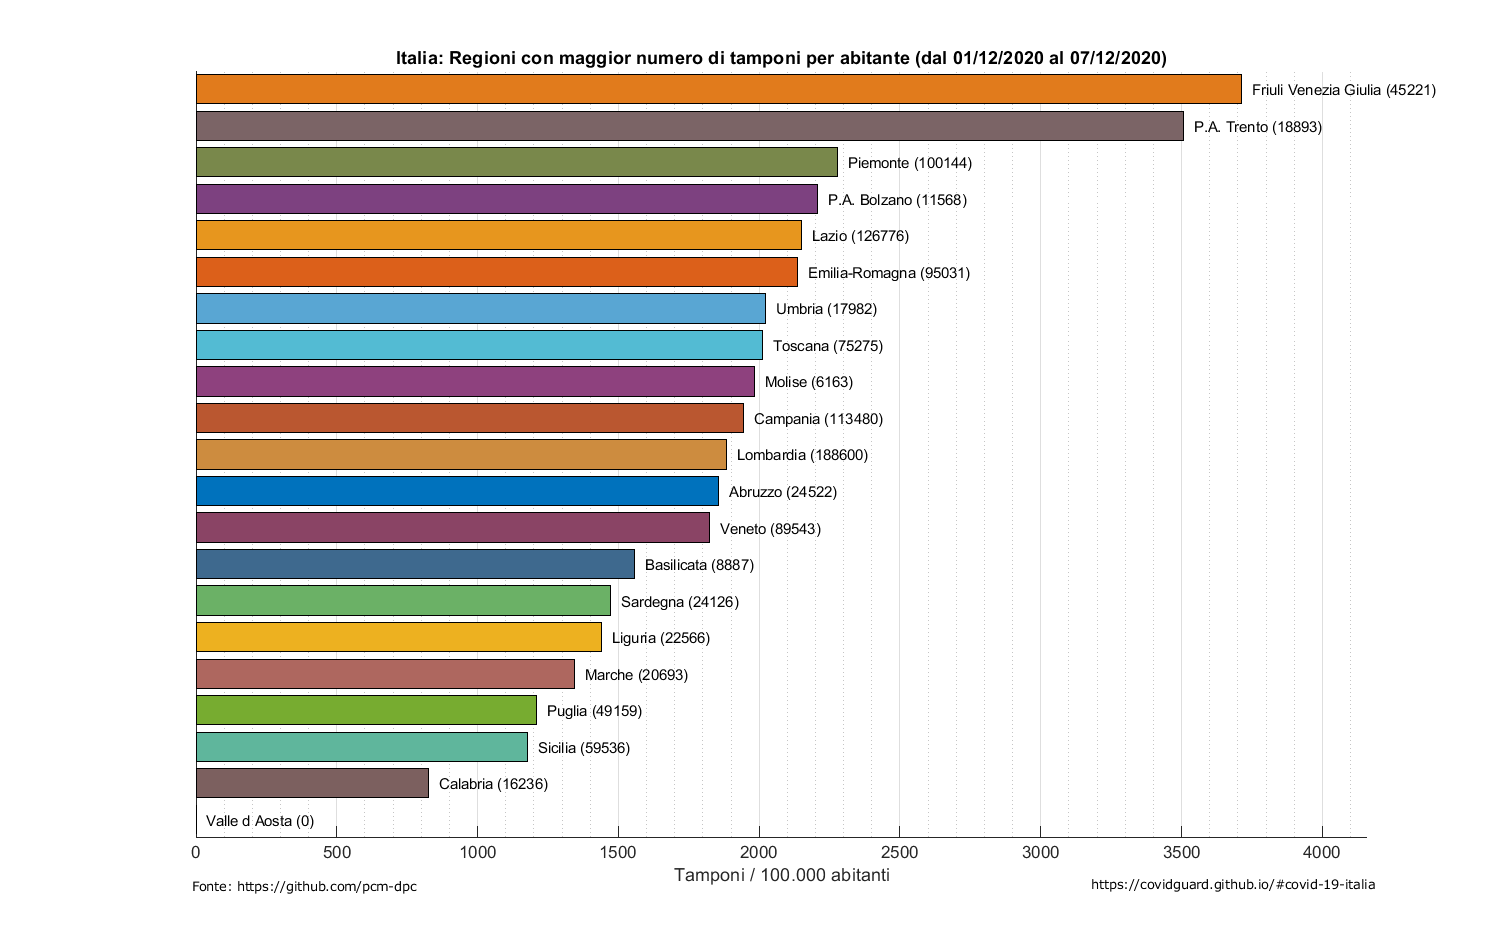 Italia: Regioni con maggior numero di tamponi per abitante (dal 01/12/2020 al 07/12/2020)
Friuli Venezia Giulia (45221)
P.A. Trento (18893)
Piemonte (100144)
P.A. Bolzano (11568)
Lazio (126776)
Emilia-Romagna (95031)
Umbria (17982)
Toscana (75275)
Molise (6163)
Campania (113480)
Lombardia (188600)
Abruzzo (24522)
Veneto (89543)
Basilicata (8887)
Sardegna (24126)
Liguria (22566)
Marche (20693)
Puglia (49159)
Sicilia (59536)
Calabria (16236)
Valle d Aosta (0)
0 500 1000 1500 2000 2500 3000 3500 4000
Tamponi / 100.000 abitanti
Fonte: https://github.com/pcm-dpc
https://covidguard.github.io/#covid-19-italia